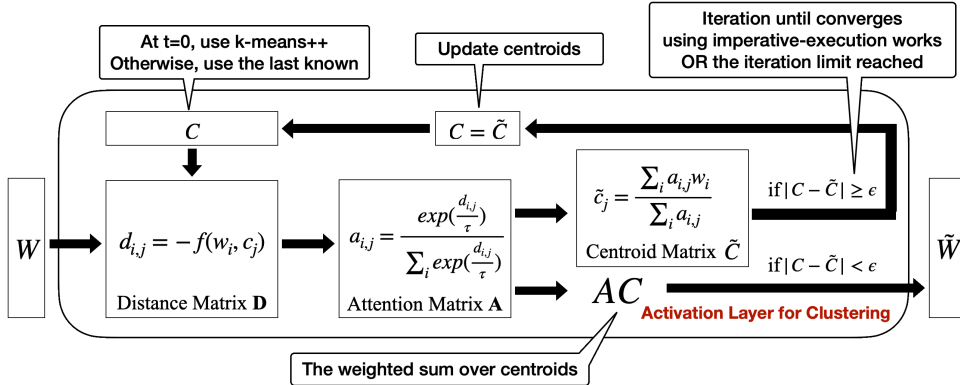 At t=0, use k-means++
Otherwise, use the last known
Update centroids
Iteration until converges
using imperative-execution works
OR the iteration limit reached
C
C = C̃
W
d_{i,j} = −f(w_i, c_j)
Distance Matrix D
a_{i,j} = exp(d_{i,j}/τ) / ∑_i exp(d_{i,j}/τ)
Attention Matrix A
c̃_j = ∑_i a_{i,j} w_i / ∑_i a_{i,j}
Centroid Matrix C̃
if |C − C̃| ≥ ϵ
if |C − C̃| < ϵ
AC
Activation Layer for Clustering
W̃
The weighted sum over centroids